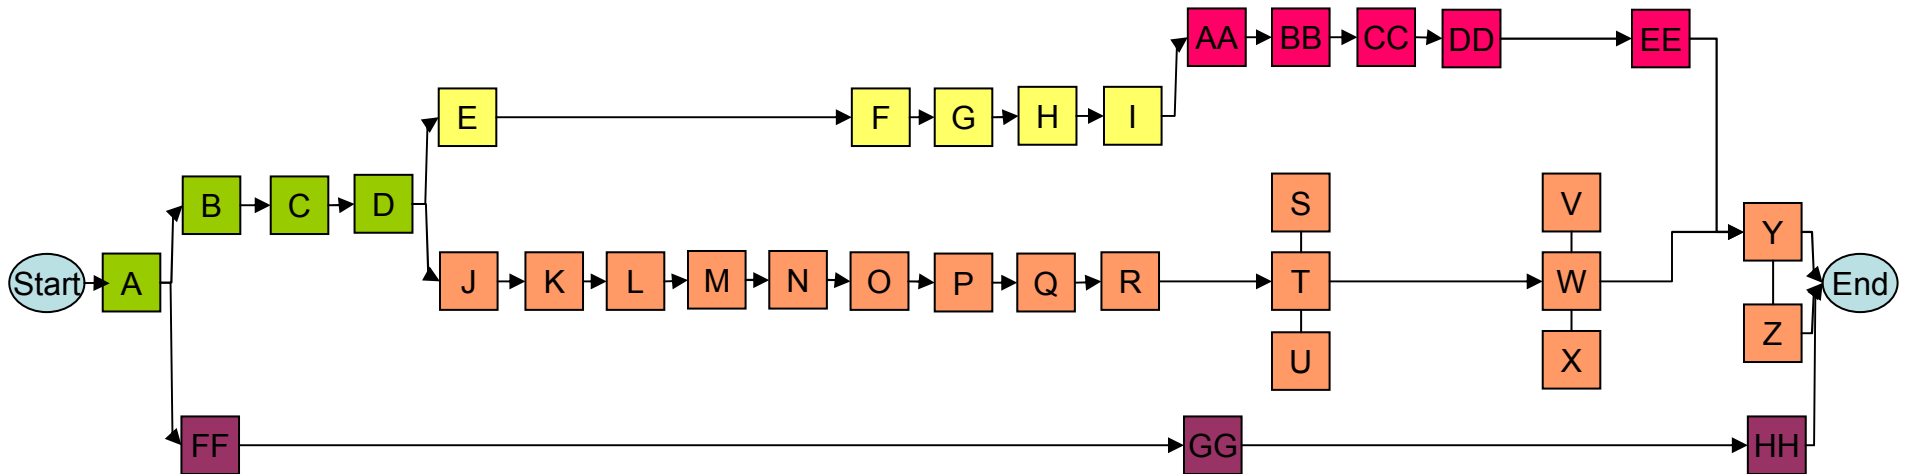 AA BB CC DD EE
E F G H I
B C D S V
Y
Start A J K L M N O P Q R T W End
Z
U X
FF GG HH